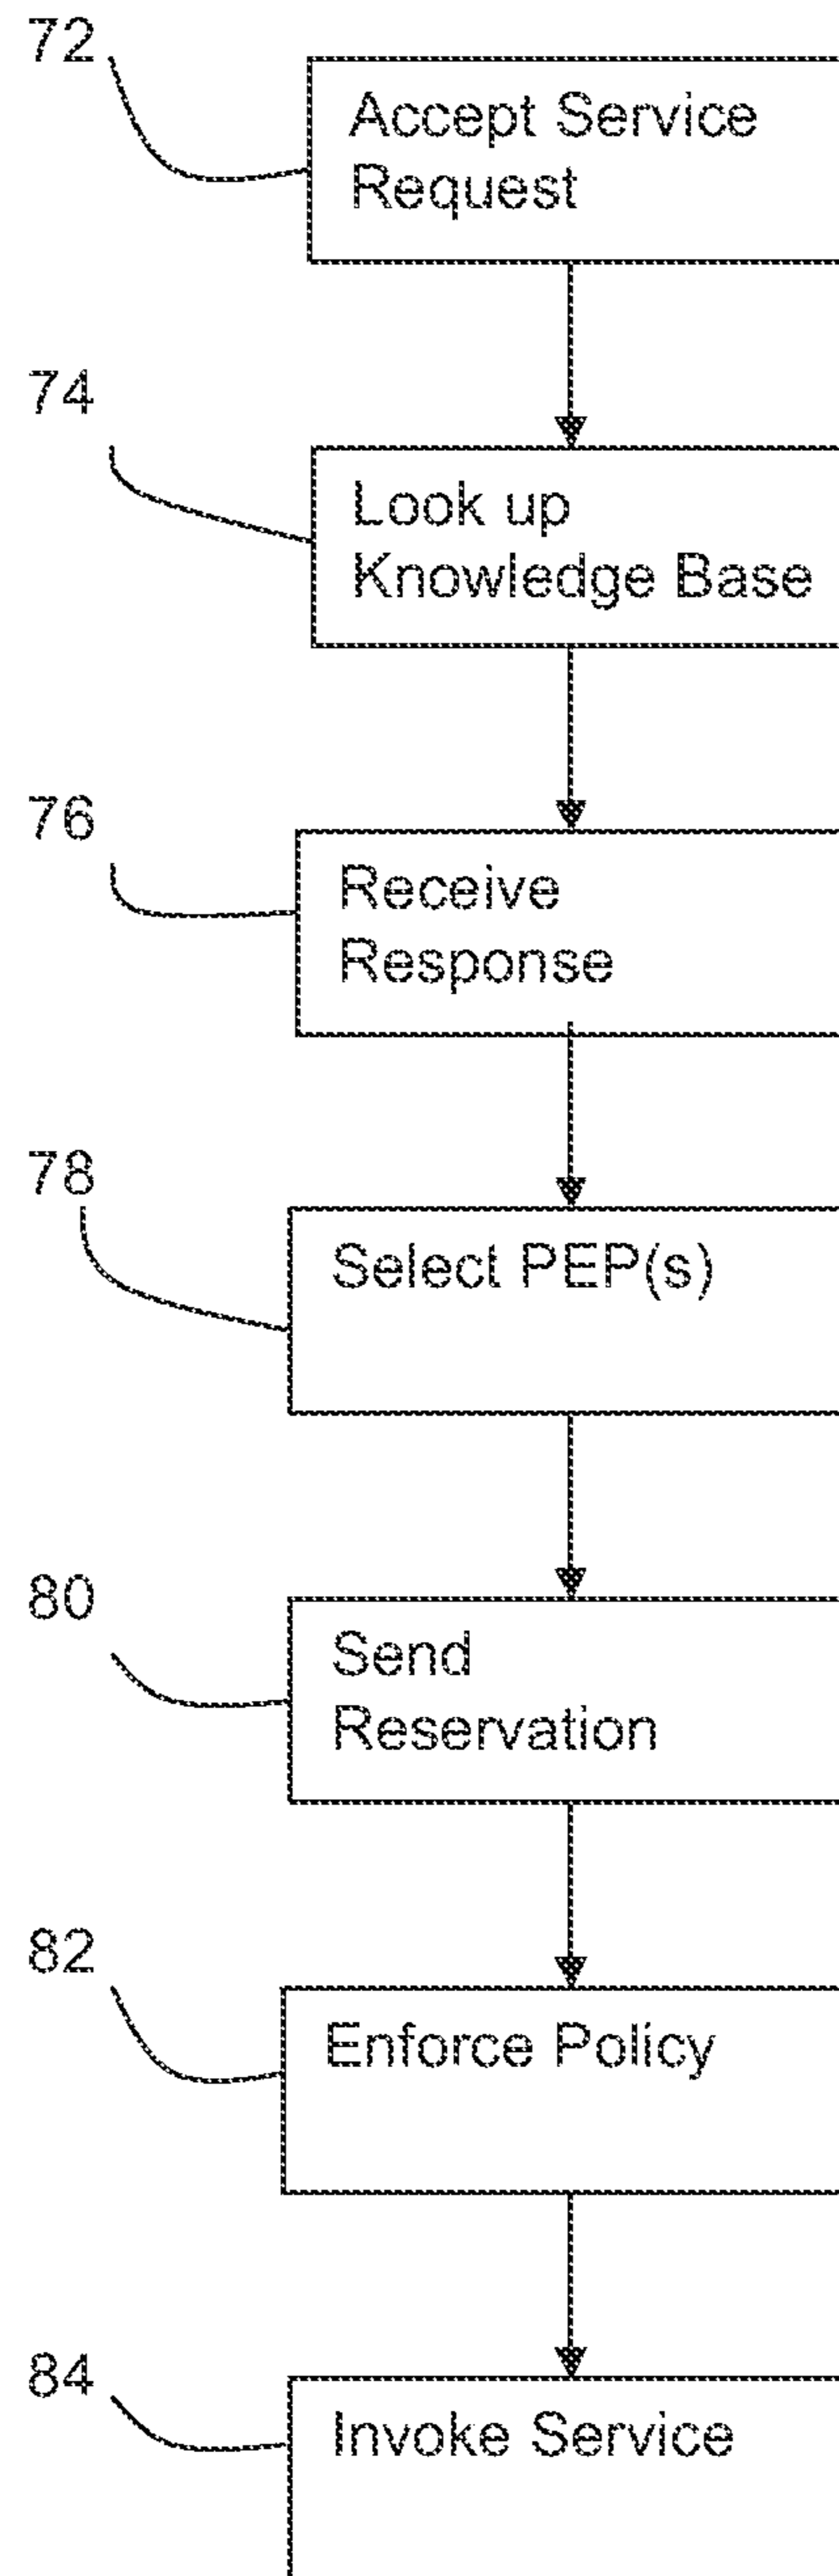 72
Accept Service
Request
74
Look up
Knowledge Base
76
Receive
Response
78
Select PEP(s)
80
Send
Reservation
82
Enforce Policy
84
Invoke Service